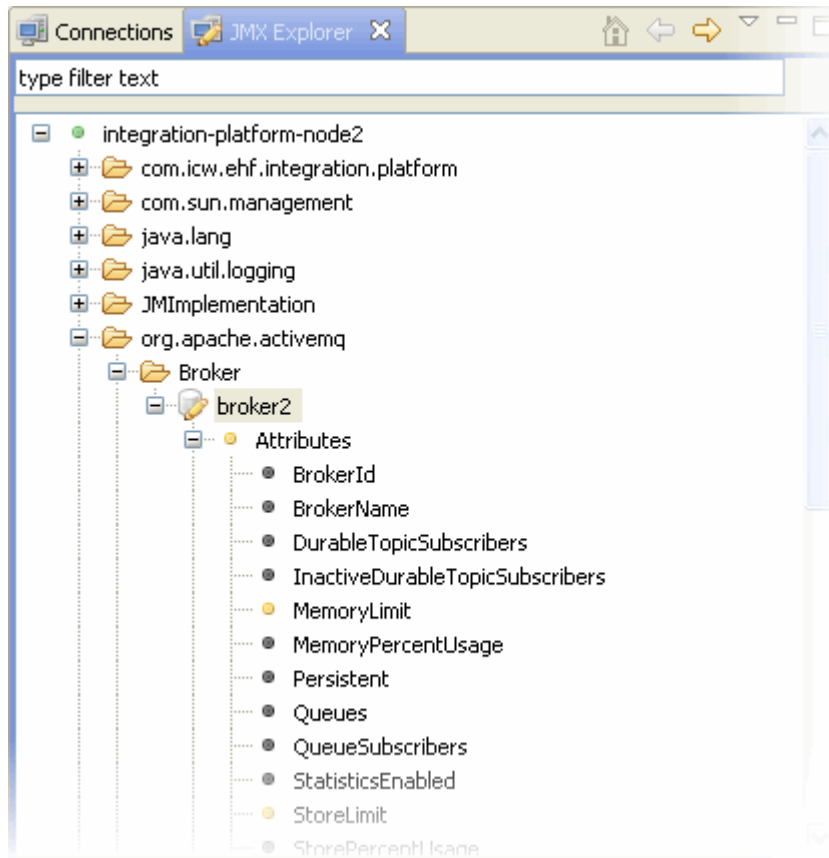 Connections JMX Explorer
type filter text
integration-platform-node2
com.icw.ehf.integration.platform
com.sun.management
java.lang
java.util.logging
JMImplementation
org.apache.activemq
Broker
broker2
Attributes
BrokerId
BrokerName
DurableTopicSubscribers
InactiveDurableTopicSubscribers
MemoryLimit
MemoryPercentUsage
Persistent
Queues
QueueSubscribers
StatisticsEnabled
StoreLimit
StorePercentUsage